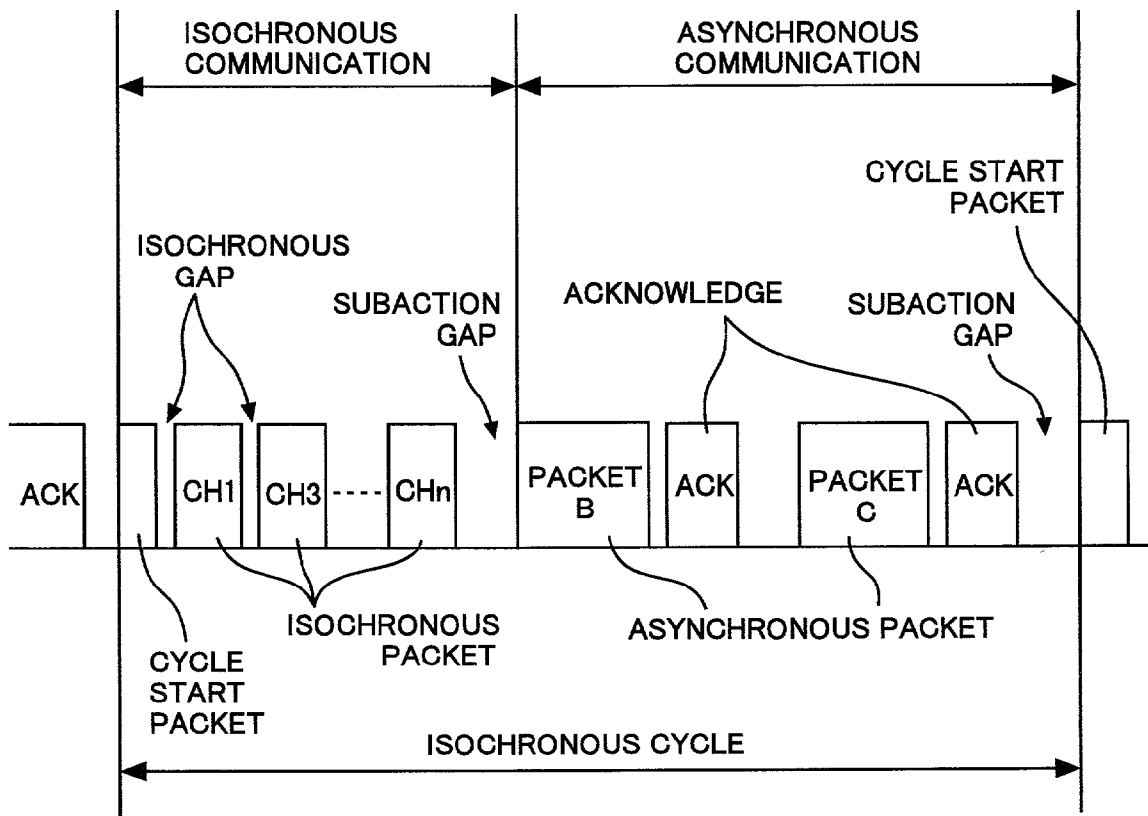 ISOCHRONOUS
COMMUNICATION
ASYNCHRONOUS
COMMUNICATION
CYCLE START
PACKET
ISOCHRONOUS
GAP
SUBACTION
GAP
ACKNOWLEDGE
SUBACTION
GAP
ACK
CH1
CH3
CHn
PACKET
B
ACK
PACKET
C
ACK
ISOCHRONOUS
PACKET
ASYNCHRONOUS PACKET
CYCLE
START
PACKET
ISOCHRONOUS CYCLE